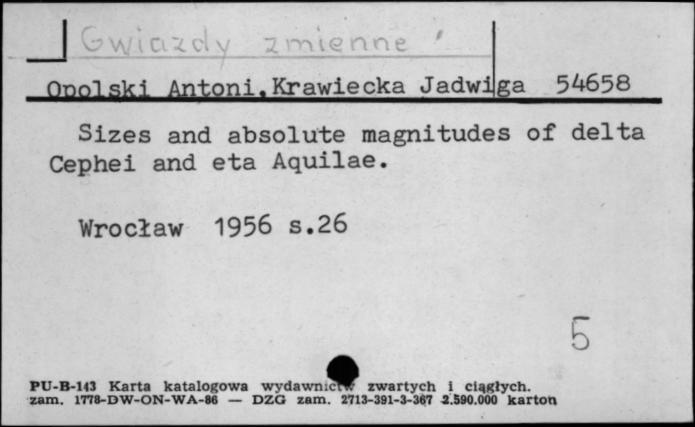 Gwiazdy zmienne
Opolski Antoni, Krawiecka Jadwiga 54658
Sizes and absolute magnitudes of delta
Cephei and eta Aquilae.
Wrocław 1956 s.26
5
PU-B-143 Karta katalogowa wydawnictw zwartych i ciągłych.
zam. 1778-DW-ON-WA-86 — DZG zam. 2713-391-3-367 2.590.000 karton